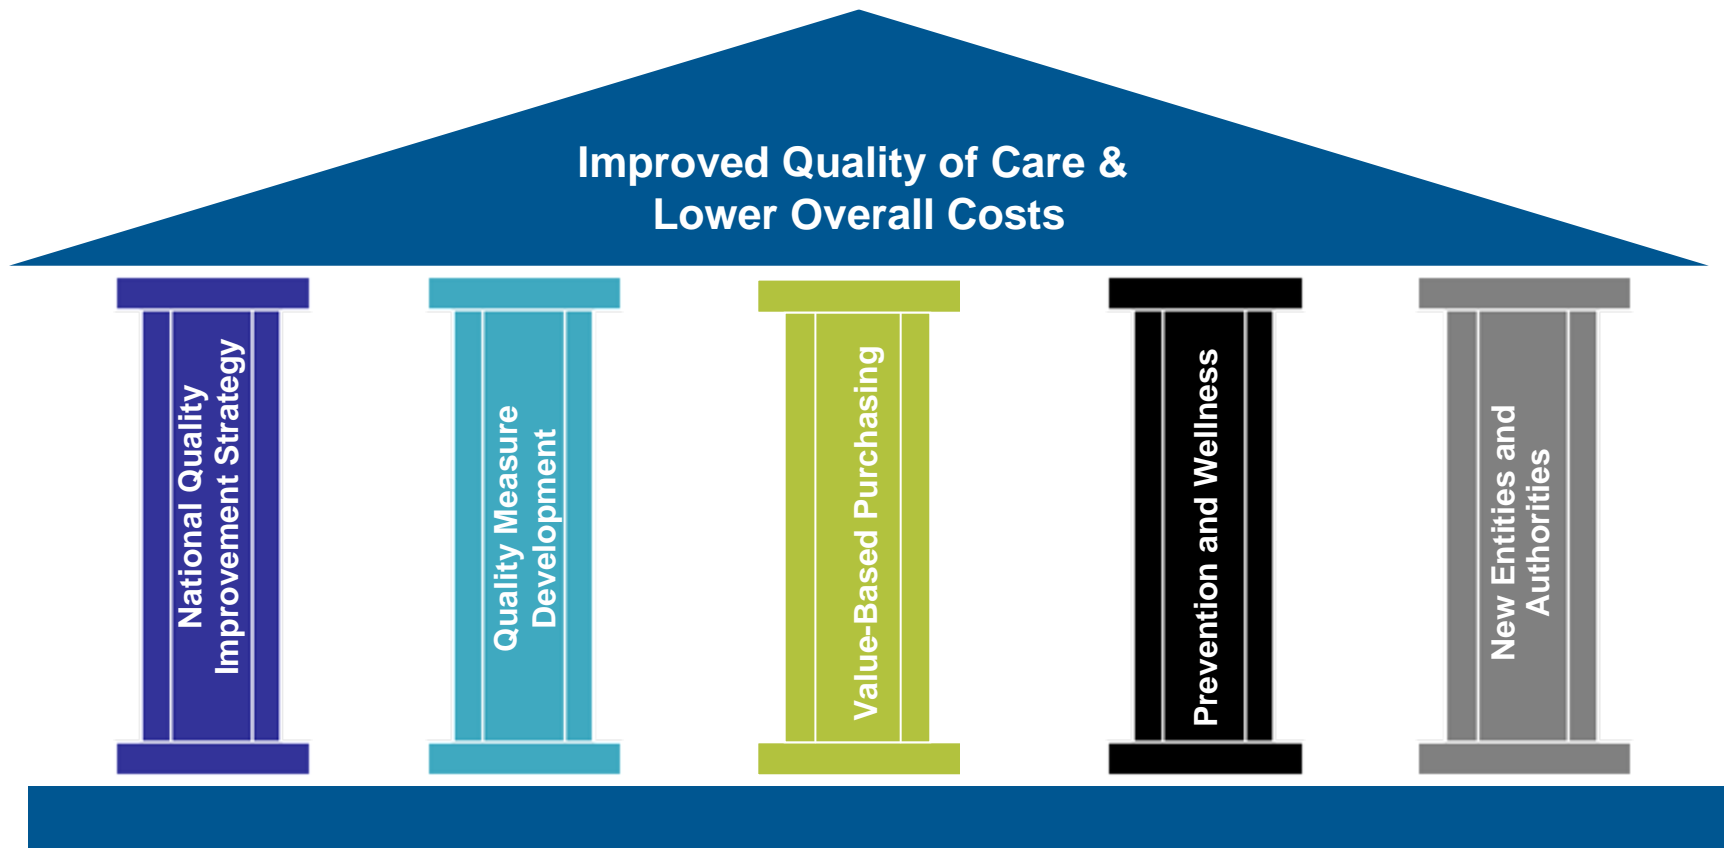 Improved Quality of Care &
Lower Overall Costs
National Quality
Improvement Strategy
Quality Measure
Development
Value-Based Purchasing
Prevention and Wellness
New Entities and
Authorities